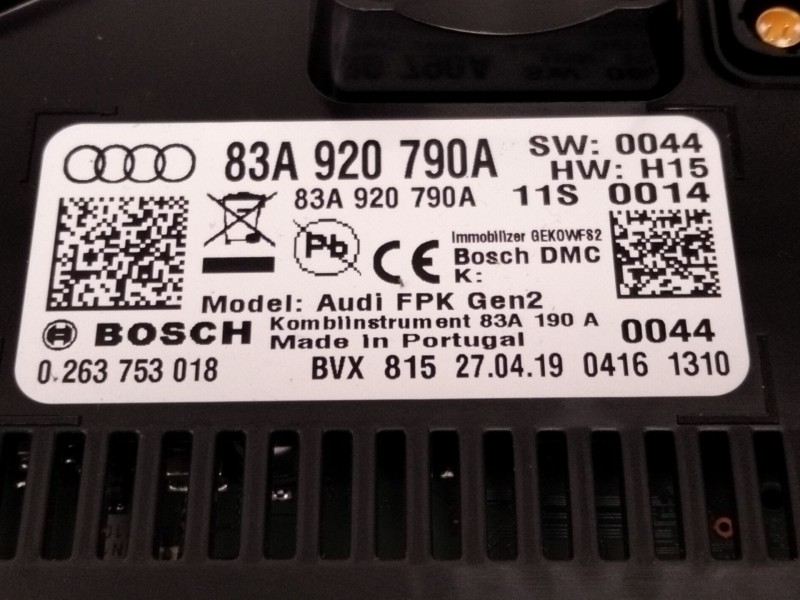 83A 920 790A SW: 0044
HW: H15
83A 920 790A 11S 0014
Pb
CE
Immobilizer GEKOWFS2
Bosch DMC
K:
Model: Audi FPK Gen2
BOSCH Kombiinstrument 83A 190 A 0044
Made in Portugal
0.263 753 018 BVX 815 27.04.19 0416 1310